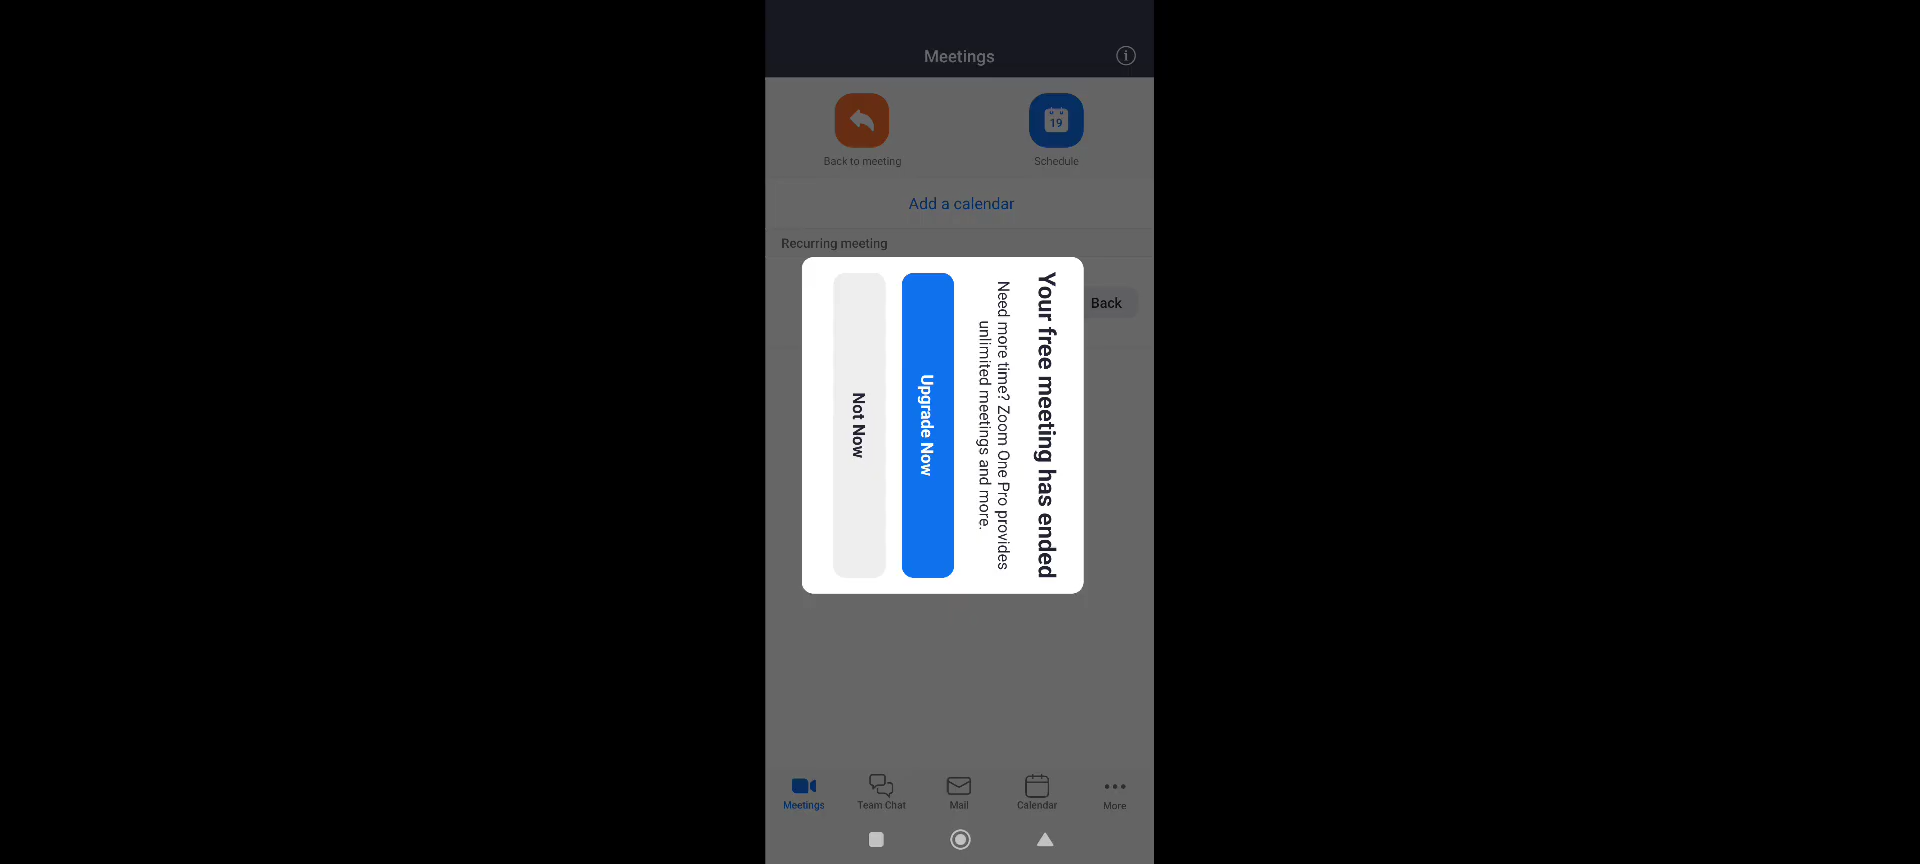 Meetings
19
Back to meeting
Schedule
Add a calendar
Recurring meeting
Back
Your free meeting has ended
Need more time? Zoom One Pro provides
unlimited meetings and more.
Upgrade Now
Not Now
Meetings
Team Chat
Mail
Calendar
More